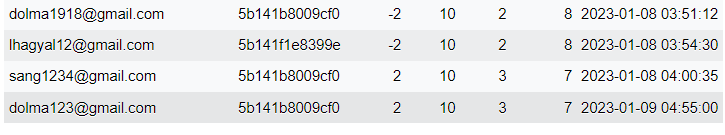 dolma1918@gmail.com 5b141b8009cf0 -2 10 2 8 2023-01-08 03:51:12
lhagyal12@gmail.com 5b141f1e8399e -2 10 2 8 2023-01-08 03:54:30
sang1234@gmail.com 5b141b8009cf0 2 10 3 7 2023-01-08 04:00:35
dolma123@gmail.com 5b141b8009cf0 2 10 3 7 2023-01-09 04:55:00